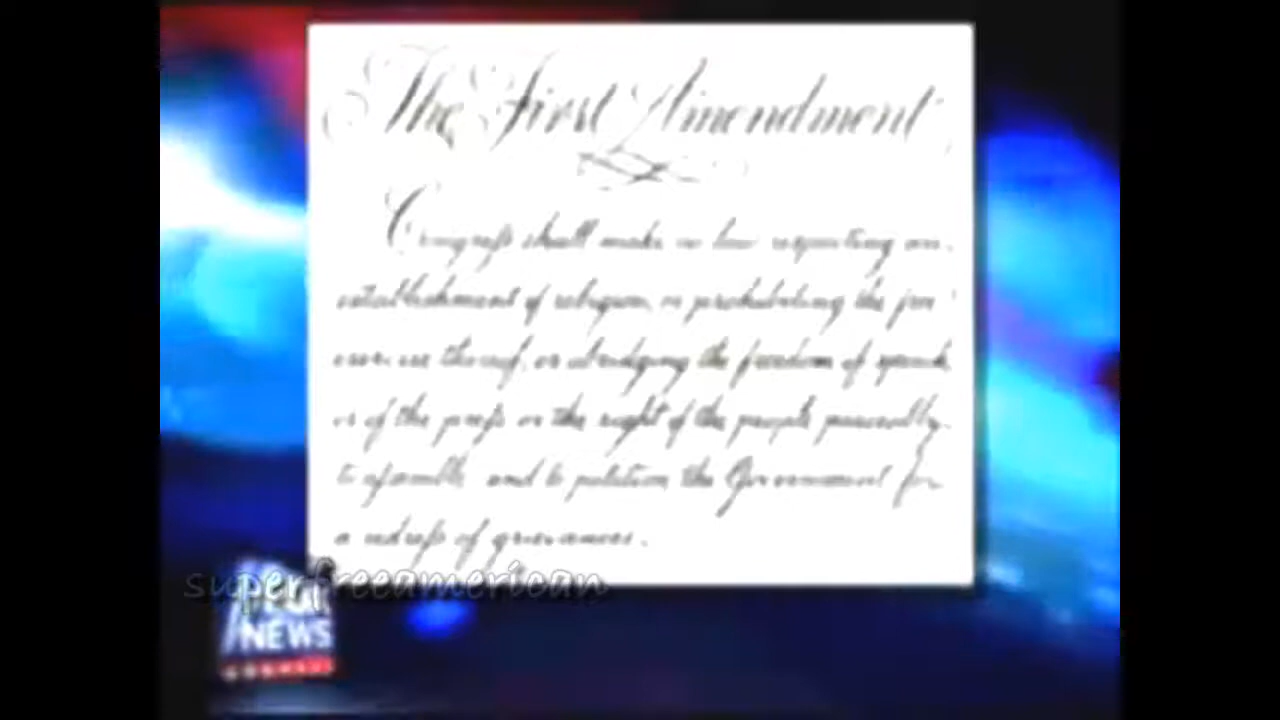 The First Amendment
Congress shall make no law respecting an
establishment of religion, or prohibiting the free
exercise thereof, or abridging the freedom of speech,
or of the press or the right of the people peaceably
to assemble and to petition the Government for
a redress of grievances.
superfreeamerican
FOX
NEWS
CHANNEL